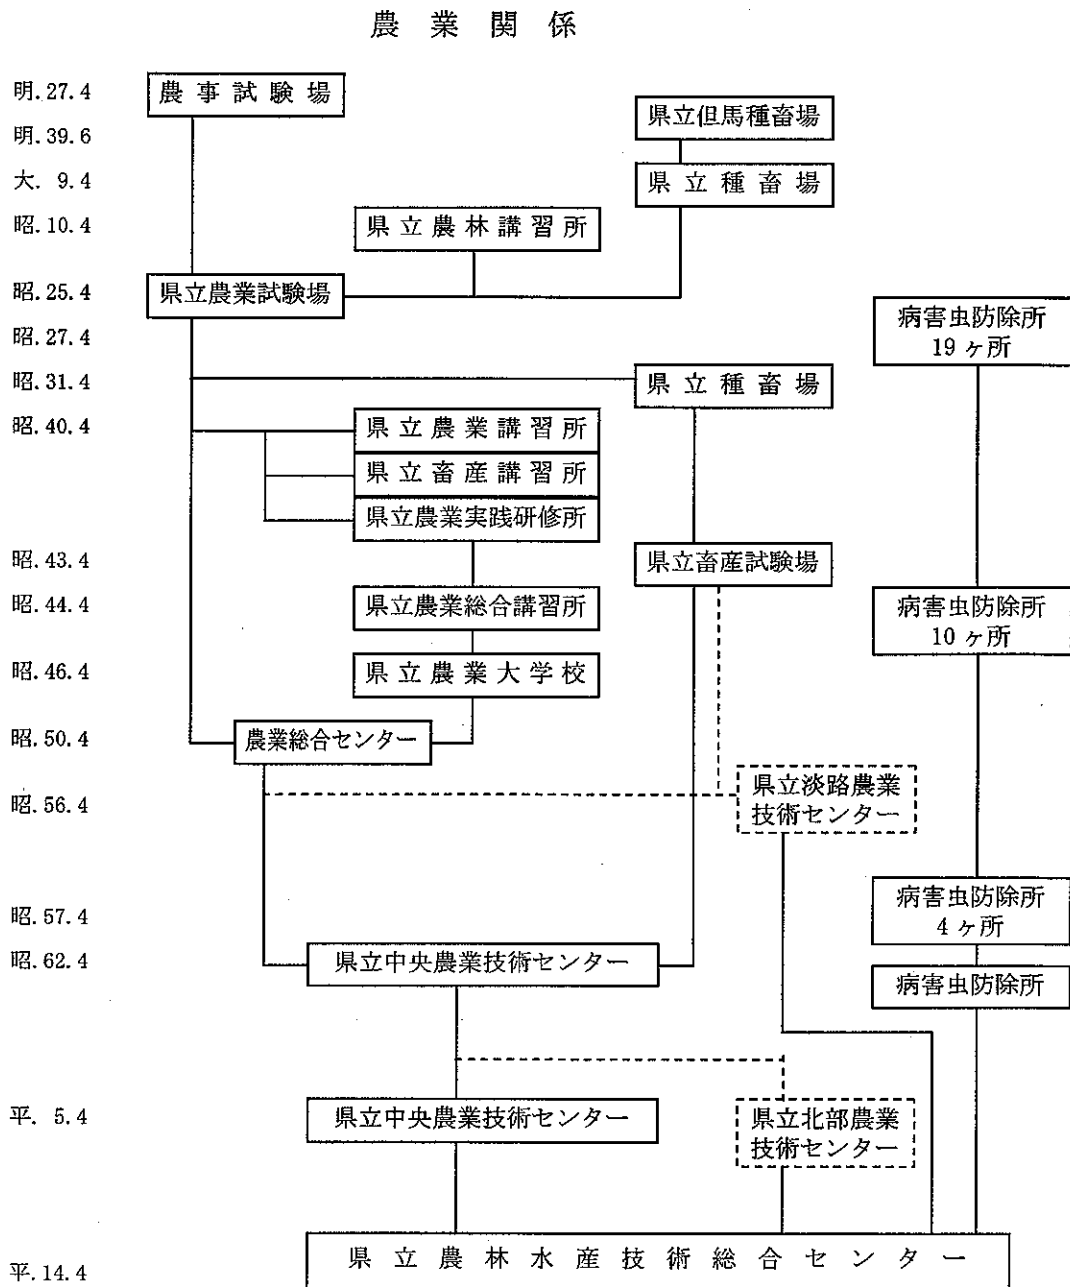 農業関係
明.27.4
農事試験場
県立但馬種畜場
明.39.6
大. 9.4
県立種畜場
昭.10.4
県立農林講習所
昭.25.4
県立農業試験場
病害虫防除所
19ヶ所
昭.27.4
昭.31.4
県立種畜場
昭.40.4
県立農業講習所
県立畜産講習所
県立農業実践研修所
昭.43.4
県立畜産試験場
昭.44.4
県立農業総合講習所
病害虫防除所
10ヶ所
昭.46.4
県立農業大学校
昭.50.4
農業総合センター
昭.56.4
県立淡路農業
技術センター
昭.57.4
病害虫防除所
4ヶ所
昭.62.4
県立中央農業技術センター
病害虫防除所
平. 5.4
県立中央農業技術センター
県立北部農業
技術センター
平.14.4
県立農林水産技術総合センター